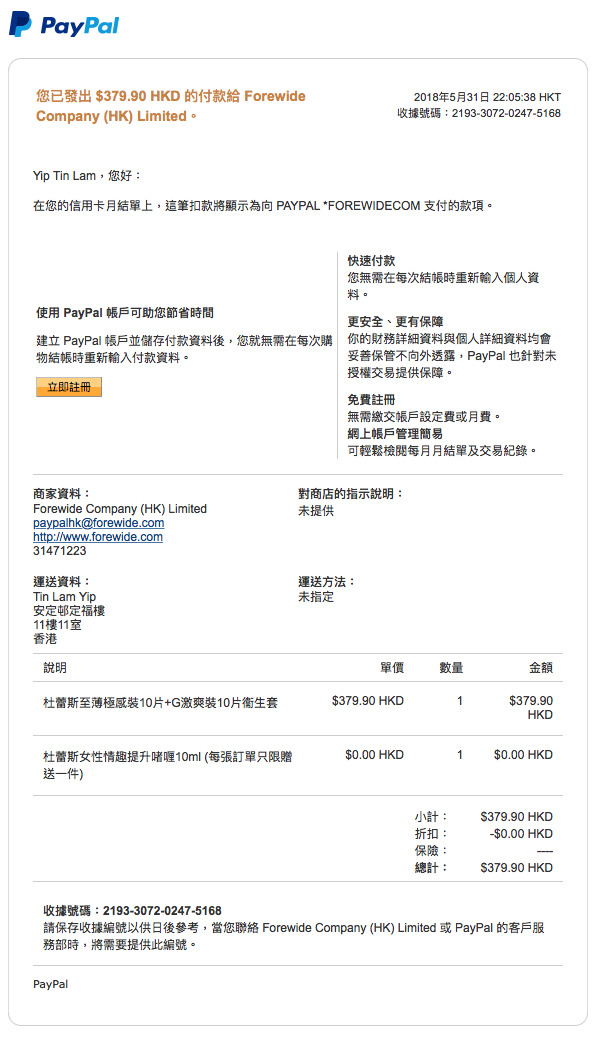 PayPal
您已發出 $379.90 HKD 的付款給 Forewide
Company (HK) Limited。
2018年5月31日 22:05:38 HKT
收據號碼：2193-3072-0247-5168
Yip Tin Lam，您好：
在您的信用卡月結單上，這筆扣款將顯示為向 PAYPAL *FOREWIDECOM 支付的款項。
使用 PayPal 帳戶可助您節省時間
建立 PayPal 帳戶並儲存付款資料後，您就無需在每次購
物結帳時重新輸入付款資料。
立即註冊
快速付款
您無需在每次結帳時重新輸入個人資
料。
更安全、更有保障
你的財務詳細資料與個人詳細資料均會
妥善保管不向外透露，PayPal 也針對未
授權交易提供保障。
免費註冊
無需繳交帳戶設定費或月費。
網上帳戶管理簡易
可輕鬆檢閱每月月結單及交易紀錄。
商家資料：
Forewide Company (HK) Limited
paypalhk@forewide.com
http://www.forewide.com
31471223
對商店的指示說明：
未提供
運送資料：
Tin Lam Yip
安定邨定福樓
11樓11室
香港
運送方法：
未指定
說明 單價 數量 金額
杜蕾斯至薄極感裝10片+G激爽裝10片衞生套 $379.90 HKD 1 $379.90
HKD
杜蕾斯女性情趣提升啫喱10ml (每張訂單只限贈 $0.00 HKD 1 $0.00 HKD
送一件)
小計： $379.90 HKD
折扣： -$0.00 HKD
保險： ----
總計： $379.90 HKD
收據號碼：2193-3072-0247-5168
請保存收據編號以供日後參考，當您聯絡 Forewide Company (HK) Limited 或 PayPal 的客戶服
務部時，將需要提供此編號。
PayPal